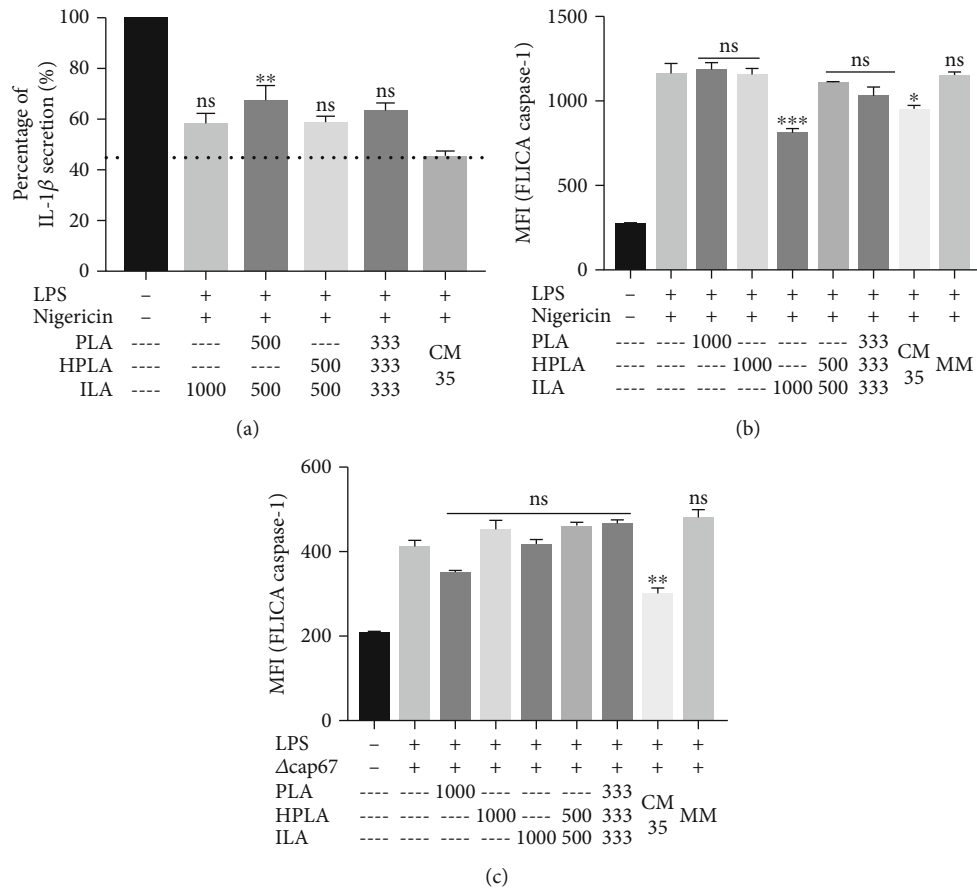 Percentage of
IL-1β secretion (%)
100
80
60
40
20
0
ns
**
ns
ns
LPS – + + + + +
Nigericin – + + + + +
PLA ---- ---- 500 ---- 333 CM
HPLA ---- ---- ---- 500 333 35
ILA ---- 1000 500 500 333
(a)
MFI (FLICA caspase-1)
1500
1000
500
0
ns
***
ns
*
ns
LPS – + + + + + + + +
Nigericin – + + + + + + + +
PLA ---- ---- 1000 ---- ---- ---- 333 CM
HPLA ---- ---- ---- 1000 ---- 500 333 35 MM
ILA ---- ---- ---- ---- 1000 500 333
(b)
MFI (FLICA caspase-1)
600
400
200
0
ns
**
ns
LPS – + + + + + + + +
Δcap67 – + + + + + + + +
PLA ---- ---- 1000 ---- ---- ---- 333 CM
HPLA ---- ---- ---- 1000 ---- 500 333 35 MM
ILA ---- ---- ---- ---- 1000 500 333
(c)